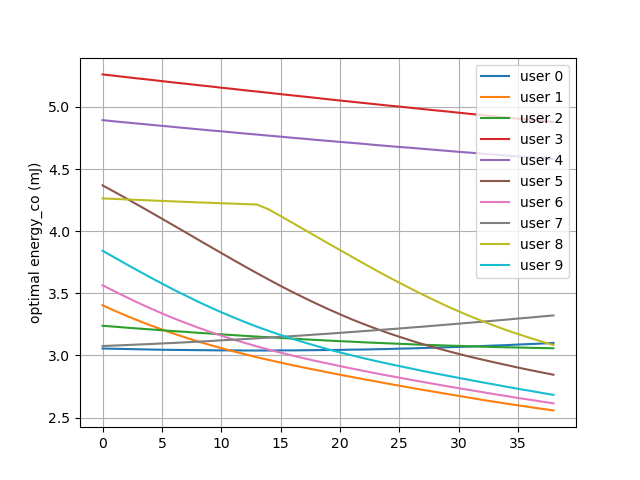 optimal energy_co (mJ)
5.0
4.5
4.0
3.5
3.0
2.5
0 5 10 15 20 25 30 35
user 0
user 1
user 2
user 3
user 4
user 5
user 6
user 7
user 8
user 9